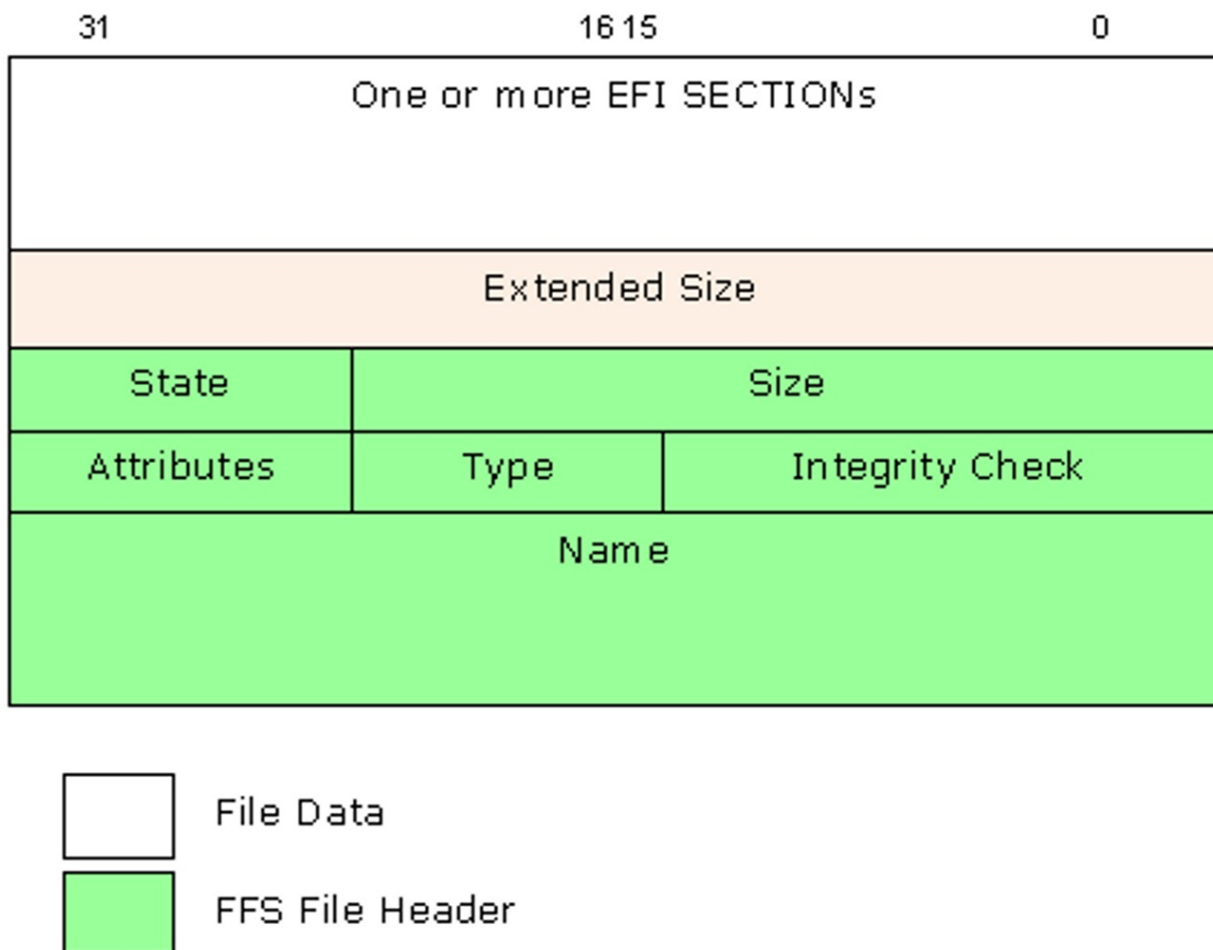 31 16 15 0
One or more EFI SECTIONs
Extended Size
State Size
Attributes Type Integrity Check
Name
File Data
FFS File Header